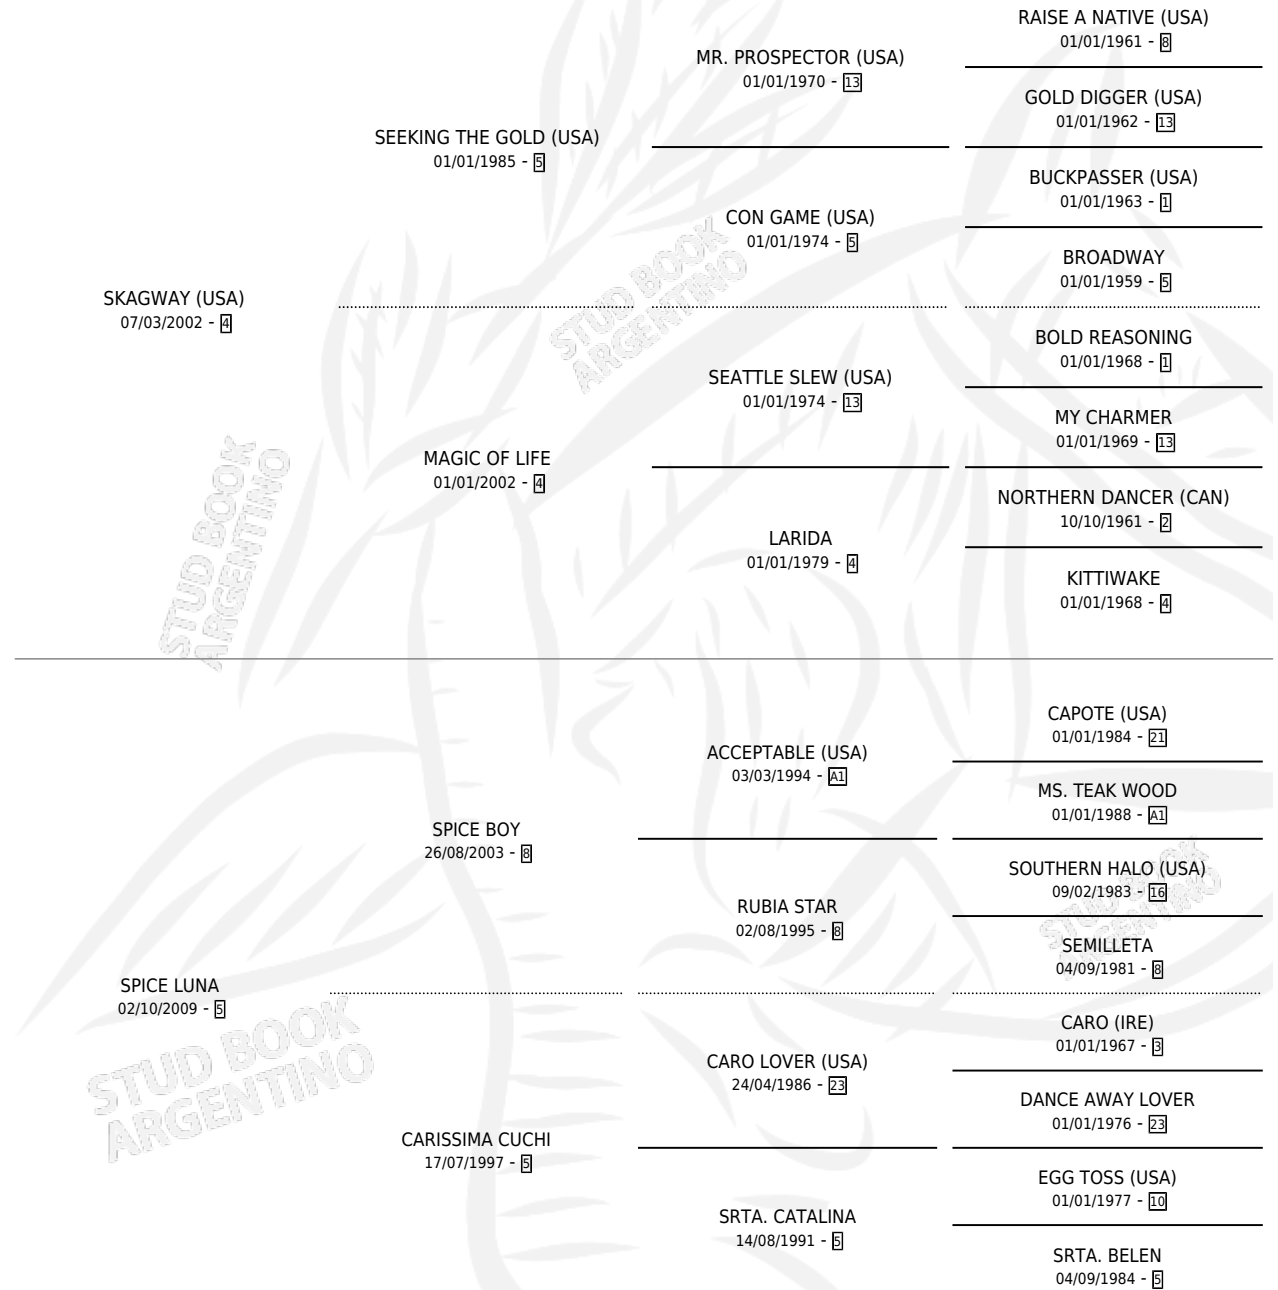 RAISE A NATIVE (USA)
01/01/1961 - 8
MR. PROSPECTOR (USA)
01/01/1970 - 13
GOLD DIGGER (USA)
01/01/1962 - 13
SEEKING THE GOLD (USA)
01/01/1985 - 5
BUCKPASSER (USA)
01/01/1963 - 1
CON GAME (USA)
01/01/1974 - 5
BROADWAY
01/01/1959 - 5
SKAGWAY (USA)
07/03/2002 - 4
STUD BOOK
ARGENTINO
BOLD REASONING
01/01/1968 - 1
SEATTLE SLEW (USA)
01/01/1974 - 13
MY CHARMER
01/01/1969 - 13
MAGIC OF LIFE
01/01/2002 - 4
NORTHERN DANCER (CAN)
10/10/1961 - 2
LARIDA
01/01/1979 - 4
KITTIWAKE
01/01/1968 - 4
STUD BOOK
ARGENTINO
CAPOTE (USA)
01/01/1984 - 21
ACCEPTABLE (USA)
03/03/1994 - A1
MS. TEAK WOOD
01/01/1988 - A1
SPICE BOY
26/08/2003 - 8
SOUTHERN HALO (USA)
09/02/1983 - 16
RUBIA STAR
02/08/1995 - 8
SEMILLETA
04/09/1981 - 8
STUD BOOK
ARGENTINO
SPICE LUNA
02/10/2009 - 5
CARO (IRE)
01/01/1967 - 3
CARO LOVER (USA)
24/04/1986 - 23
DANCE AWAY LOVER
01/01/1976 - 23
STUD BOOK
ARGENTINO
CARISSIMA CUCHI
17/07/1997 - 5
EGG TOSS (USA)
01/01/1977 - 10
SRTA. CATALINA
14/08/1991 - 5
SRTA. BELEN
04/09/1984 - 5